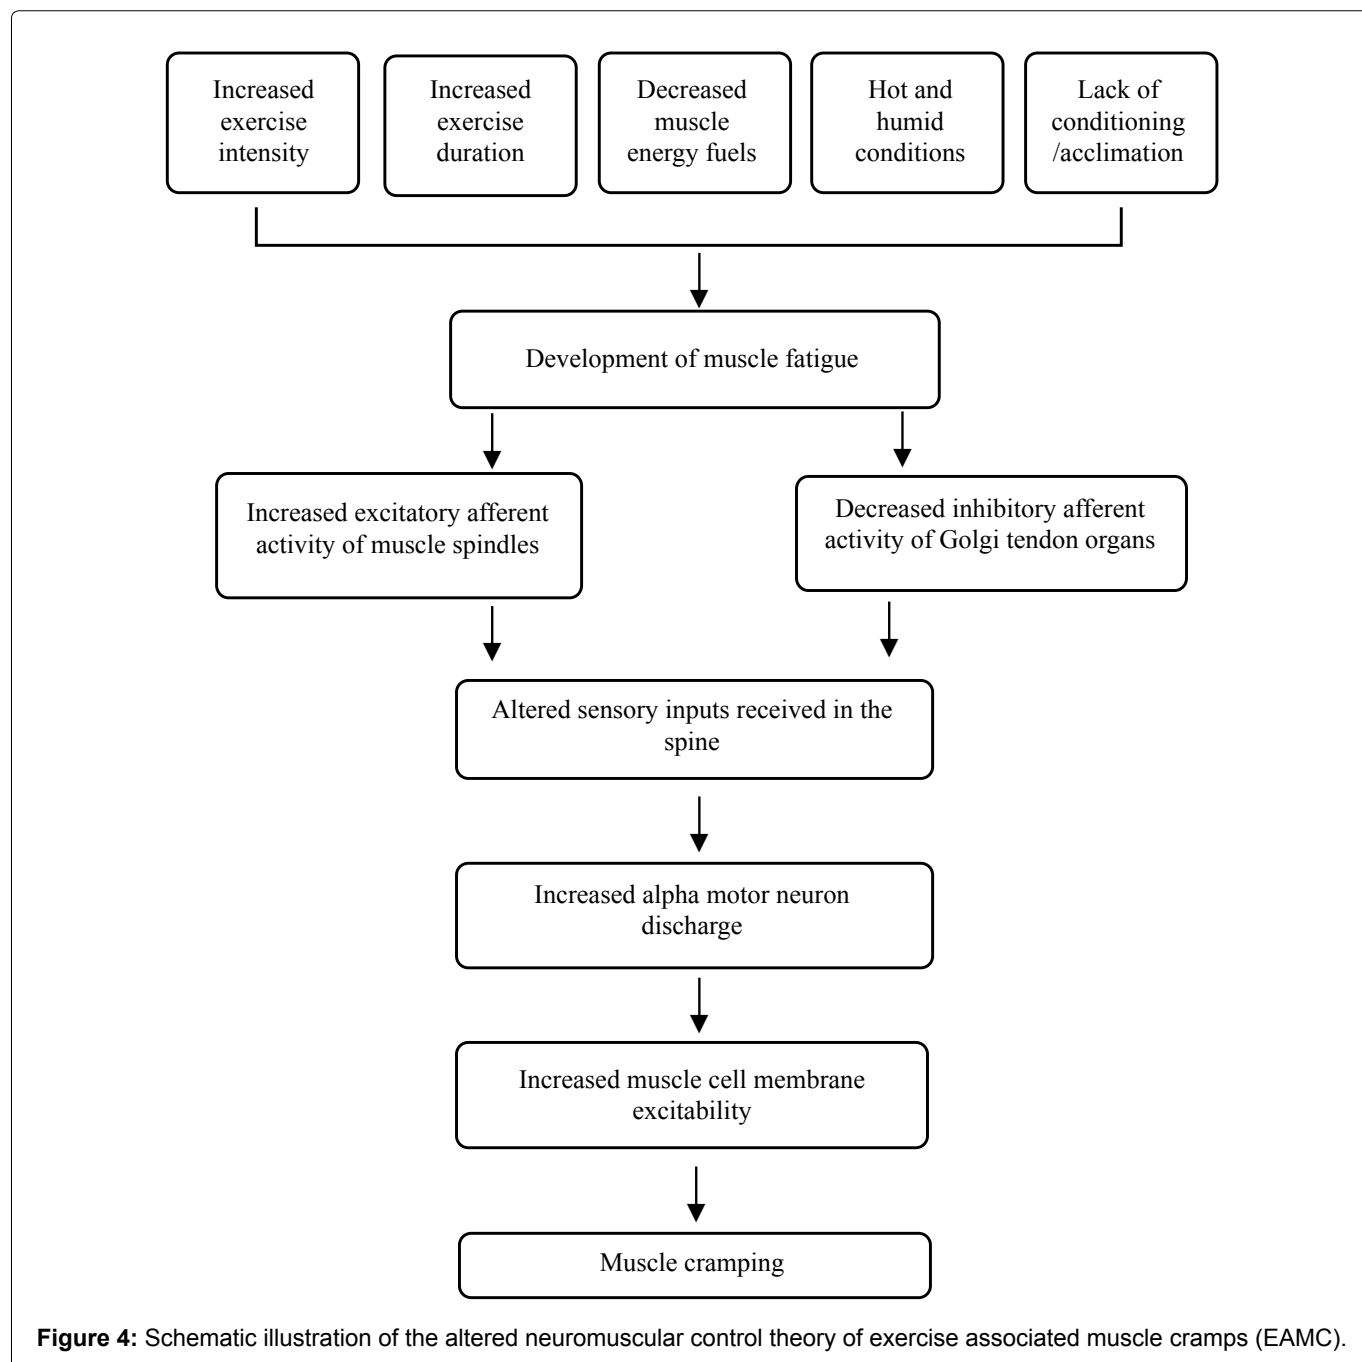 Increased
exercise
intensity
Increased
exercise
duration
Decreased
muscle
energy fuels
Hot and
humid
conditions
Lack of
conditioning
/acclimation
Development of muscle fatigue
Increased excitatory afferent
activity of muscle spindles
Decreased inhibitory afferent
activity of Golgi tendon organs
Altered sensory inputs received in the
spine
Increased alpha motor neuron
discharge
Increased muscle cell membrane
excitability
Muscle cramping
Figure 4: Schematic illustration of the altered neuromuscular control theory of exercise associated muscle cramps (EAMC).